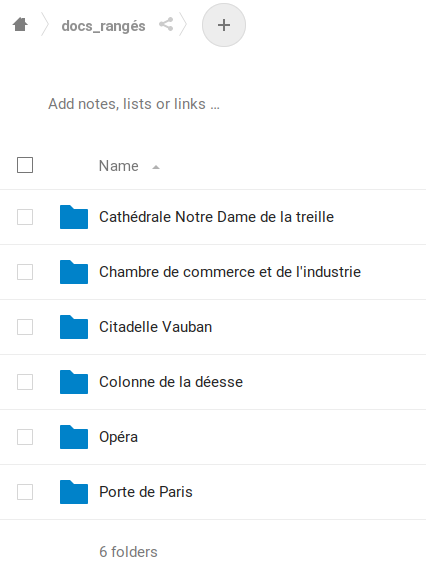 docs_rangés
Add notes, lists or links …
Name
Cathédrale Notre Dame de la treille
Chambre de commerce et de l'industrie
Citadelle Vauban
Colonne de la déesse
Opéra
Porte de Paris
6 folders